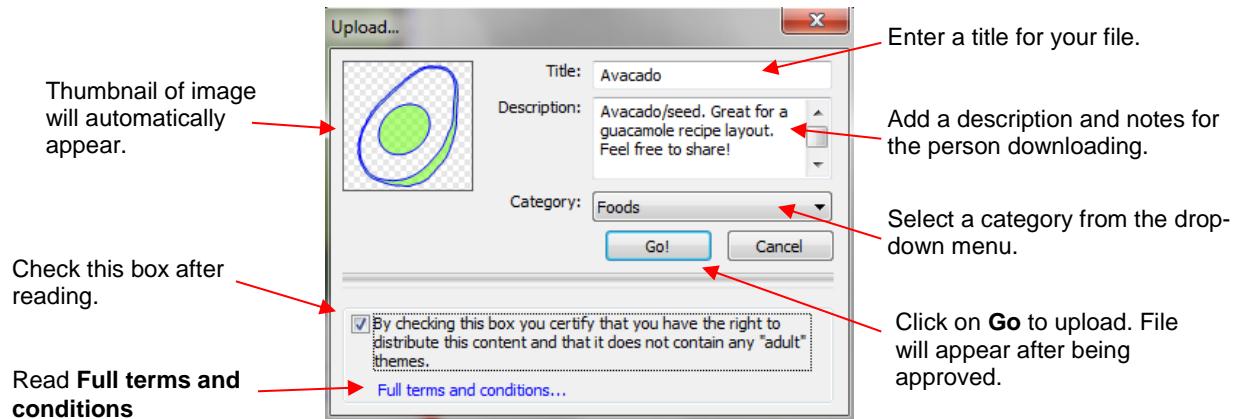 Upload...
x
Enter a title for your file.
Title:
Avacado
Thumbnail of image
will automatically
appear.
Description:
Avacado/seed. Great for a
guacamole recipe layout.
Feel free to share!
Add a description and notes for
the person downloading.
Category:
Foods
Select a category from the drop-
down menu.
Go!
Cancel
Check this box after
reading.
By checking this box you certify that you have the right to
distribute this content and that it does not contain any "adult"
themes.
Click on Go to upload. File
will appear after being
approved.
Read Full terms and
conditions
Full terms and conditions...